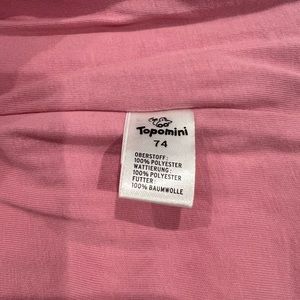 Topomini
74
OBERSTOFF:
100% POLYESTER
WATTIERUNG:
100% POLYESTER
FUTTER:
100% BAUMWOLLE